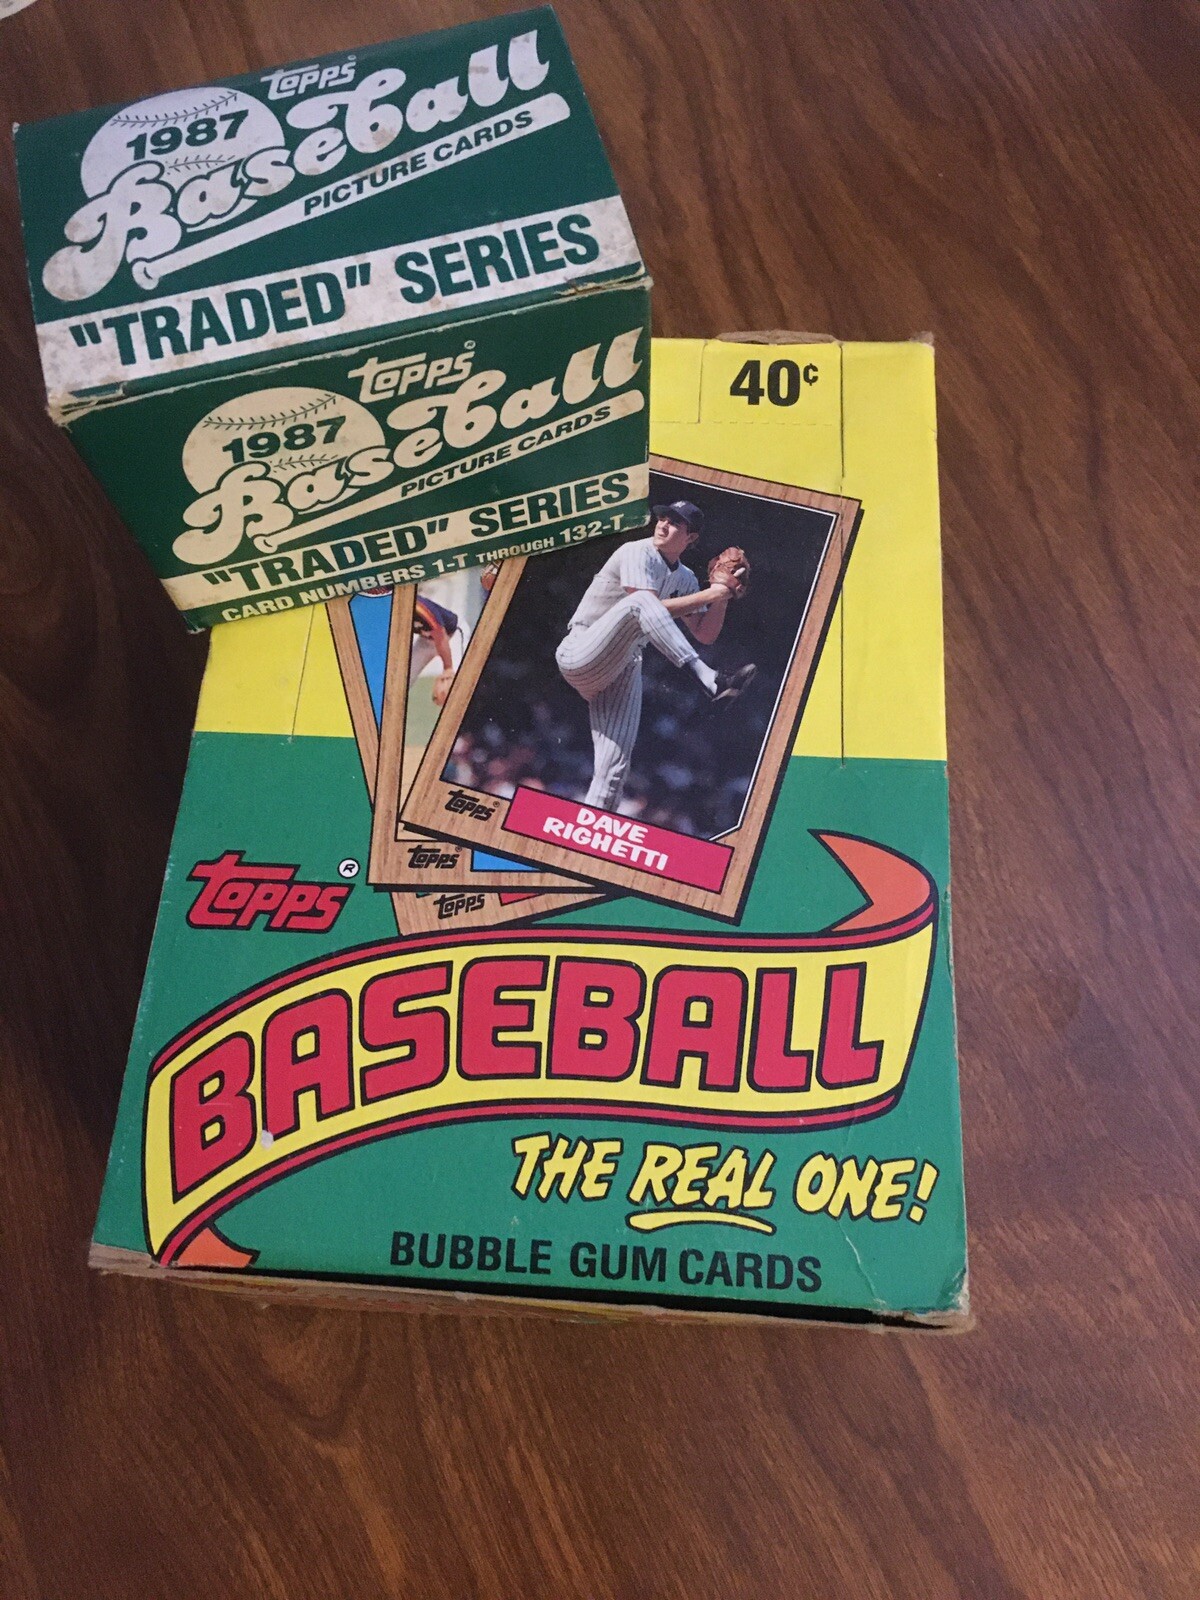 Topps®
1987
Baseball
PICTURE CARDS
"TRADED" SERIES
Topps®
1987
Baseball
PICTURE CARDS
"TRADED" SERIES
CARD NUMBERS 1-T THROUGH 132-T
40¢
Topps®
DAVE
RIGHETTI
Topps
Topps
Topps®
BASEBALL
THE REAL ONE!
BUBBLE GUM CARDS